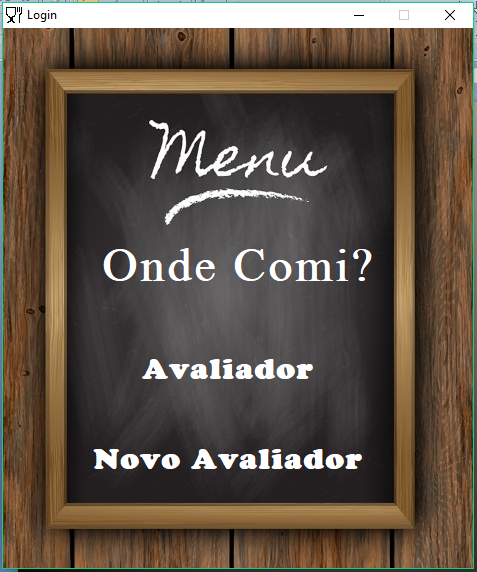 Login
Menu
Onde Comi?
Avaliador
Novo Avaliador